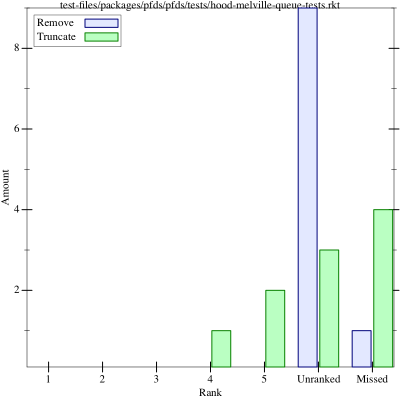 test-files/packages/pfds/pfds/tests/hood-melville-queue-tests.rkt
Remove
Truncate
8
6
4
2
Amount
1 2 3 4 5 Unranked Missed
Rank